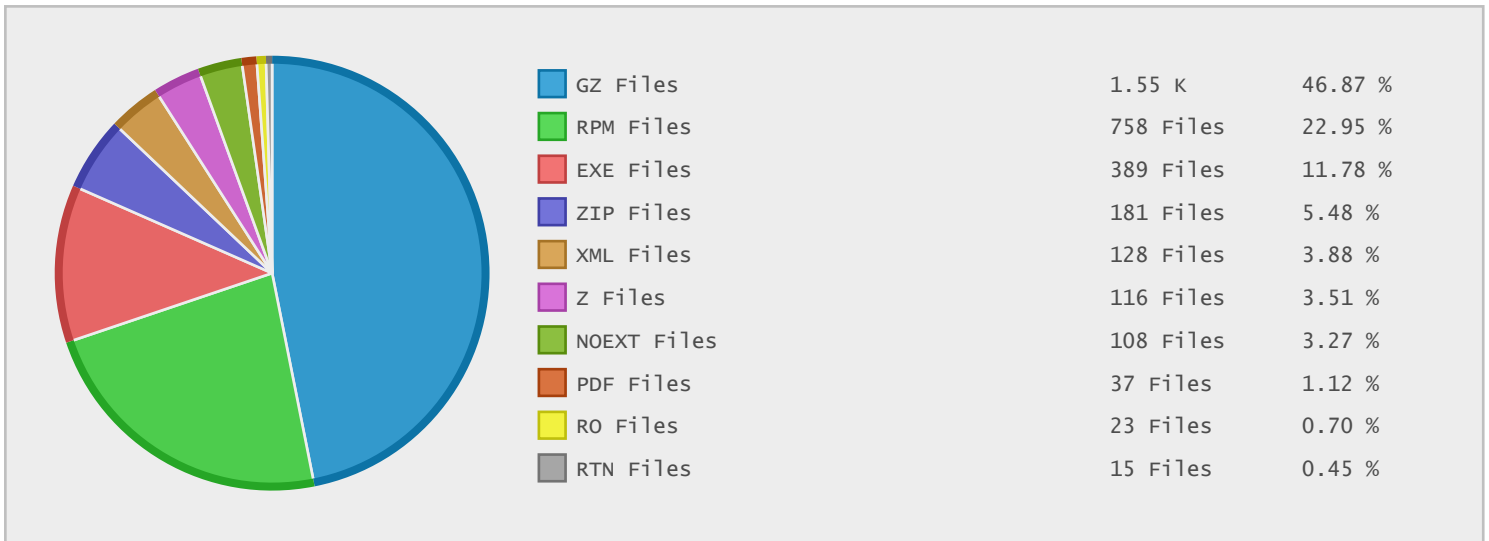 GZ Files 1.55 K 46.87 %
RPM Files 758 Files 22.95 %
EXE Files 389 Files 11.78 %
ZIP Files 181 Files 5.48 %
XML Files 128 Files 3.88 %
Z Files 116 Files 3.51 %
NOEXT Files 108 Files 3.27 %
PDF Files 37 Files 1.12 %
RO Files 23 Files 0.70 %
RTN Files 15 Files 0.45 %